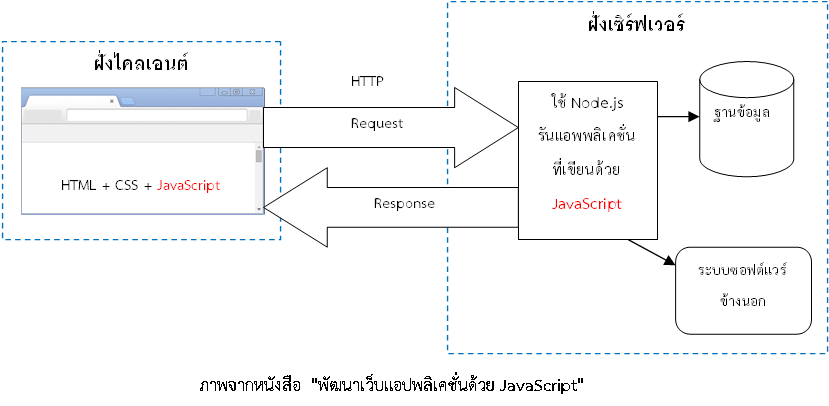 ฝั่งไคลเอนต์
HTML + CSS + JavaScript
HTTP
Request
Response
ฝั่งเซิร์ฟเวอร์
ใช้ Node.js
รันแอพพลิเคชั่น
ที่เขียนด้วย
JavaScript
ฐานข้อมูล
ระบบซอฟต์แวร์
ข้างนอก
ภาพจากหนังสือ "พัฒนาเว็บแอปพลิเคชั่นด้วย JavaScript"